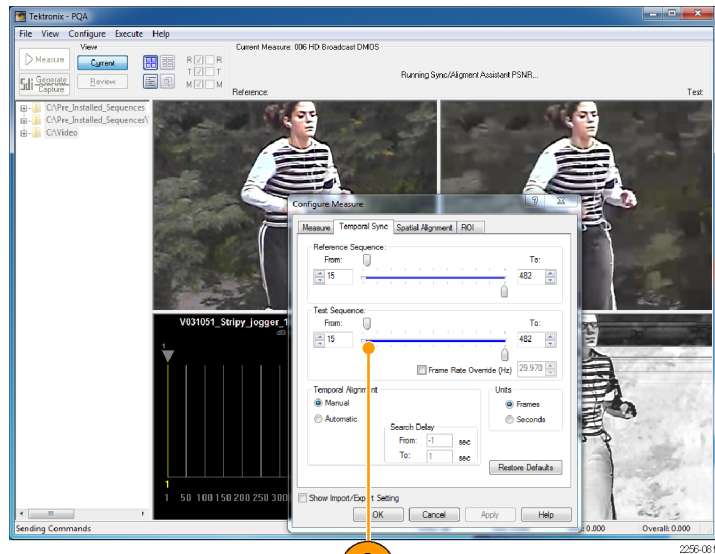 Tektronix - PQA
File View Configure Execute Help
View
Measure
Current
Generate
Capture
Review
R R
T T
M M
Current Measure: 006 HD Broadcast DMOS
Running Sync/Aligment Assistant PSNR...
Reference:
Test
C:\Pre_Installed_Sequences
C:\Pre_Installed_Sequences\
C:\Video
Configure Measure
Measure Temporal Sync Spatial Alignment ROI
Reference Sequence:
From: To:
15 482
Test Sequence:
From: To:
15 482
Frame Rate Override (Hz) 29.970
Temporal Alignment
Manual
Automatic
Search Delay
From: -1 sec
To: 1 sec
Units
Frames
Seconds
Restore Defaults
Show Import/Export Setting
OK Cancel Apply Help
V031051_Stripy_jogger_1
dB
1
1
1 50 100 150 200 250 300
Sending Commands
: 0.000 Overall: 0.000
2256-081